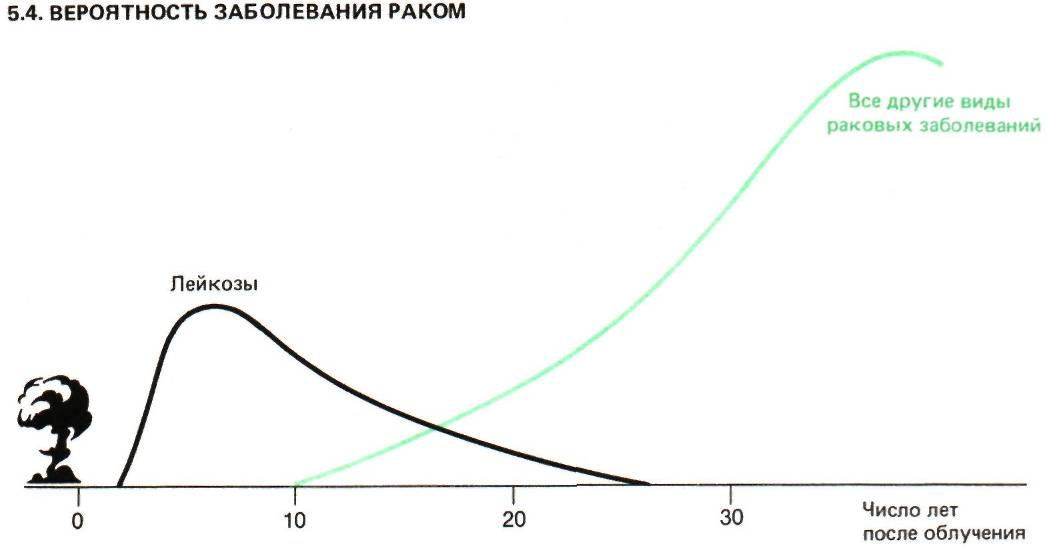 5.4. ВЕРОЯТНОСТЬ ЗАБОЛЕВАНИЯ РАКОМ
Все другие виды
раковых заболеваний
Лейкозы
0
10
20
30
Число лет
после облучения